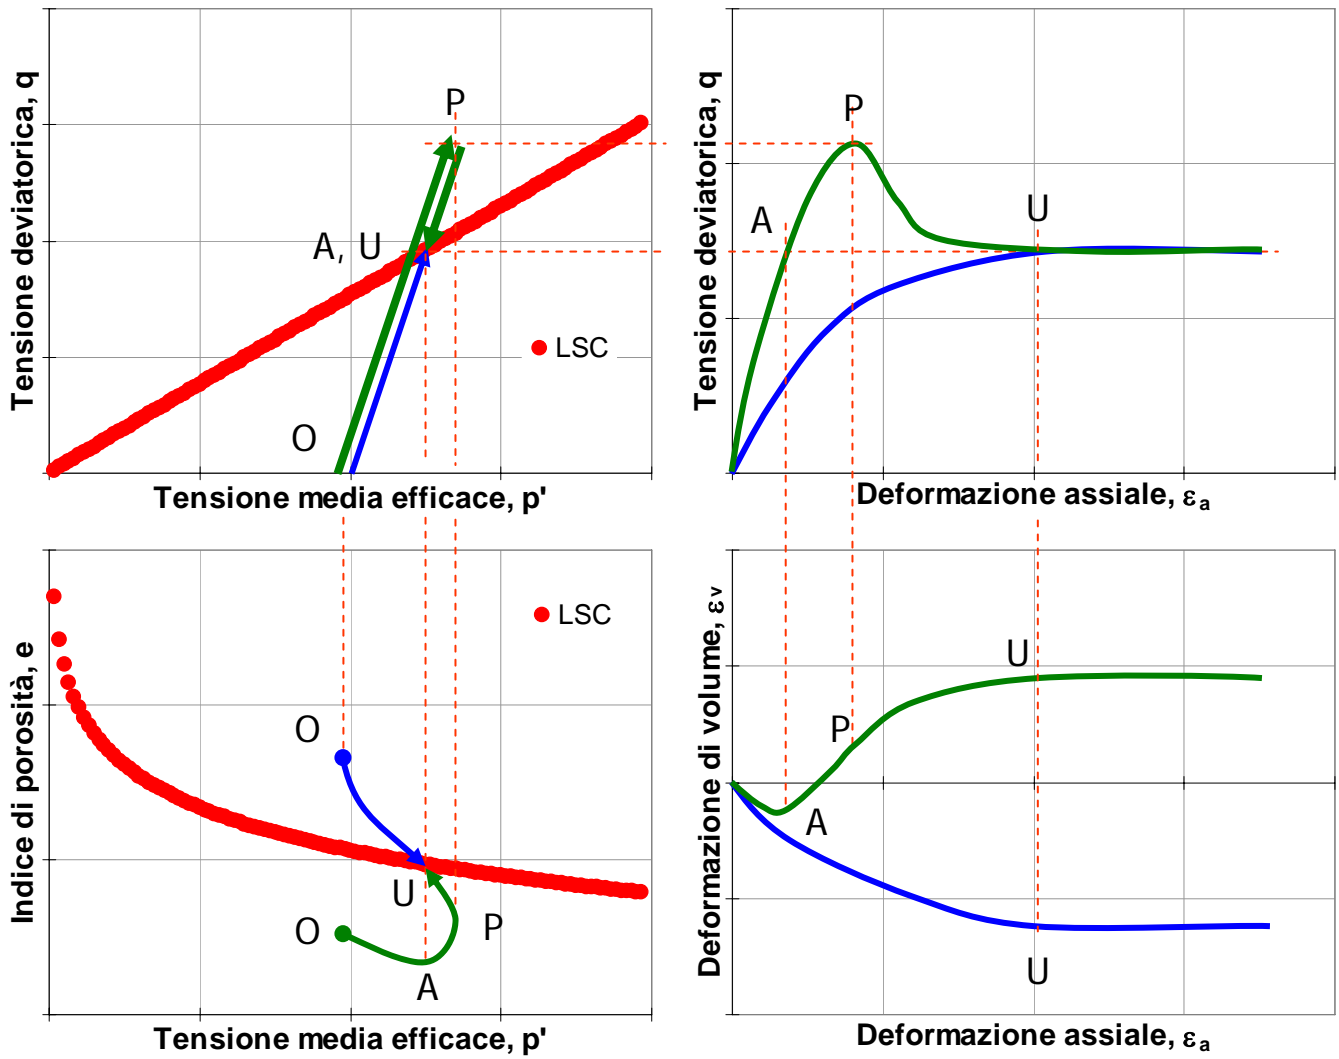 Tensione deviatorica, q
P
A, U
LSC
O
Tensione media efficace, p'
Tensione deviatorica, q
P
A
U
Deformazione assiale, εa
Indice di porosità, e
LSC
O
U
O
P
A
Tensione media efficace, p'
Deformazione di volume, εv
U
P
A
U
Deformazione assiale, εa